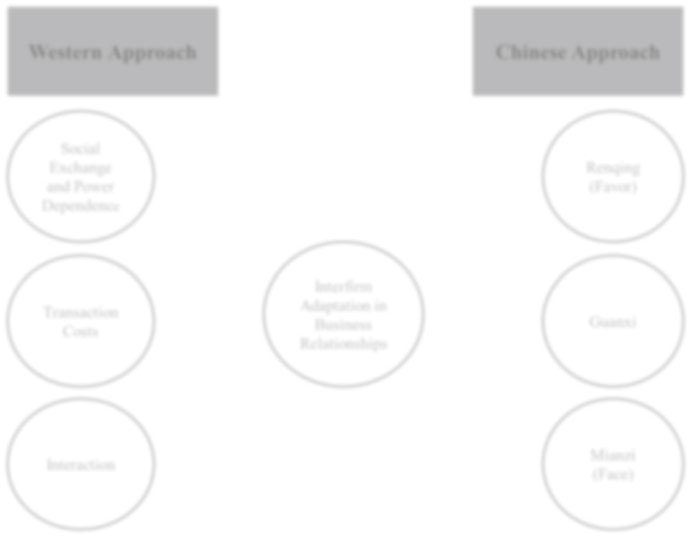 Western Approach
Chinese Approach
Social
Exchange
and Power
Dependence
Renqing
(Favor)
Interfirm
Adaptation in
Business
Relationships
Transaction
Costs
Guanxi
Interaction
Mianzi
(Face)